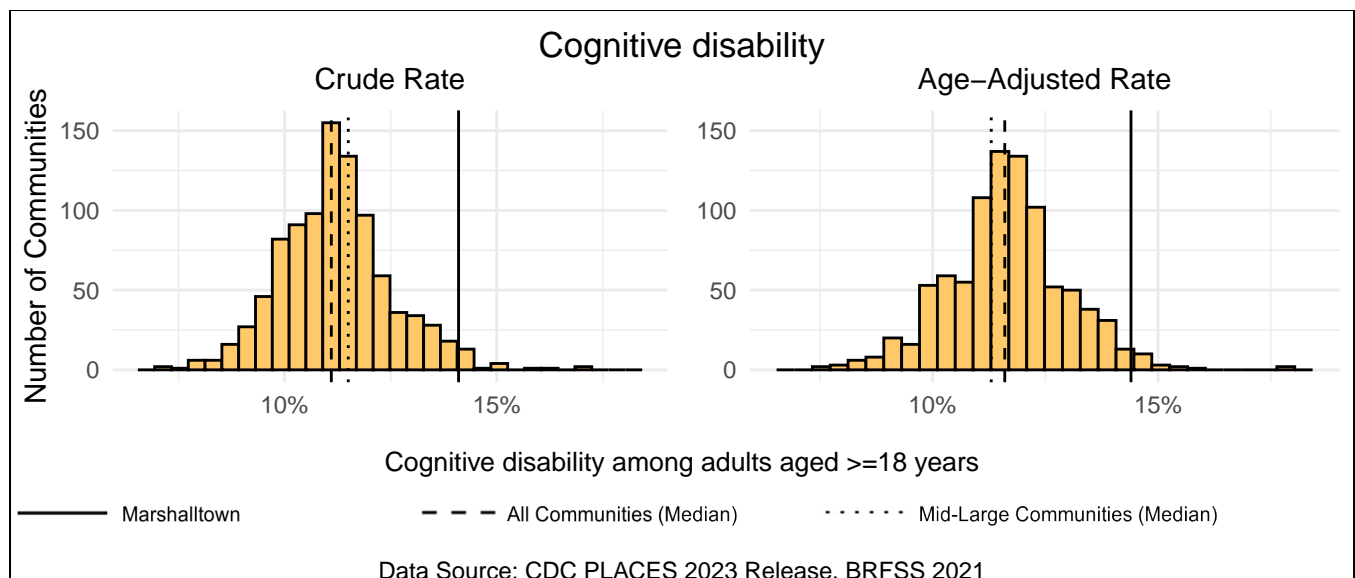 Cognitive disability
Crude Rate
Age−Adjusted Rate
Number of Communities
150
100
50
0
10%
15%
150
100
50
0
10%
15%
Cognitive disability among adults aged >=18 years
Marshalltown
All Communities (Median)
Mid-Large Communities (Median)
Data Source: CDC PLACES 2023 Release, BRFSS 2021